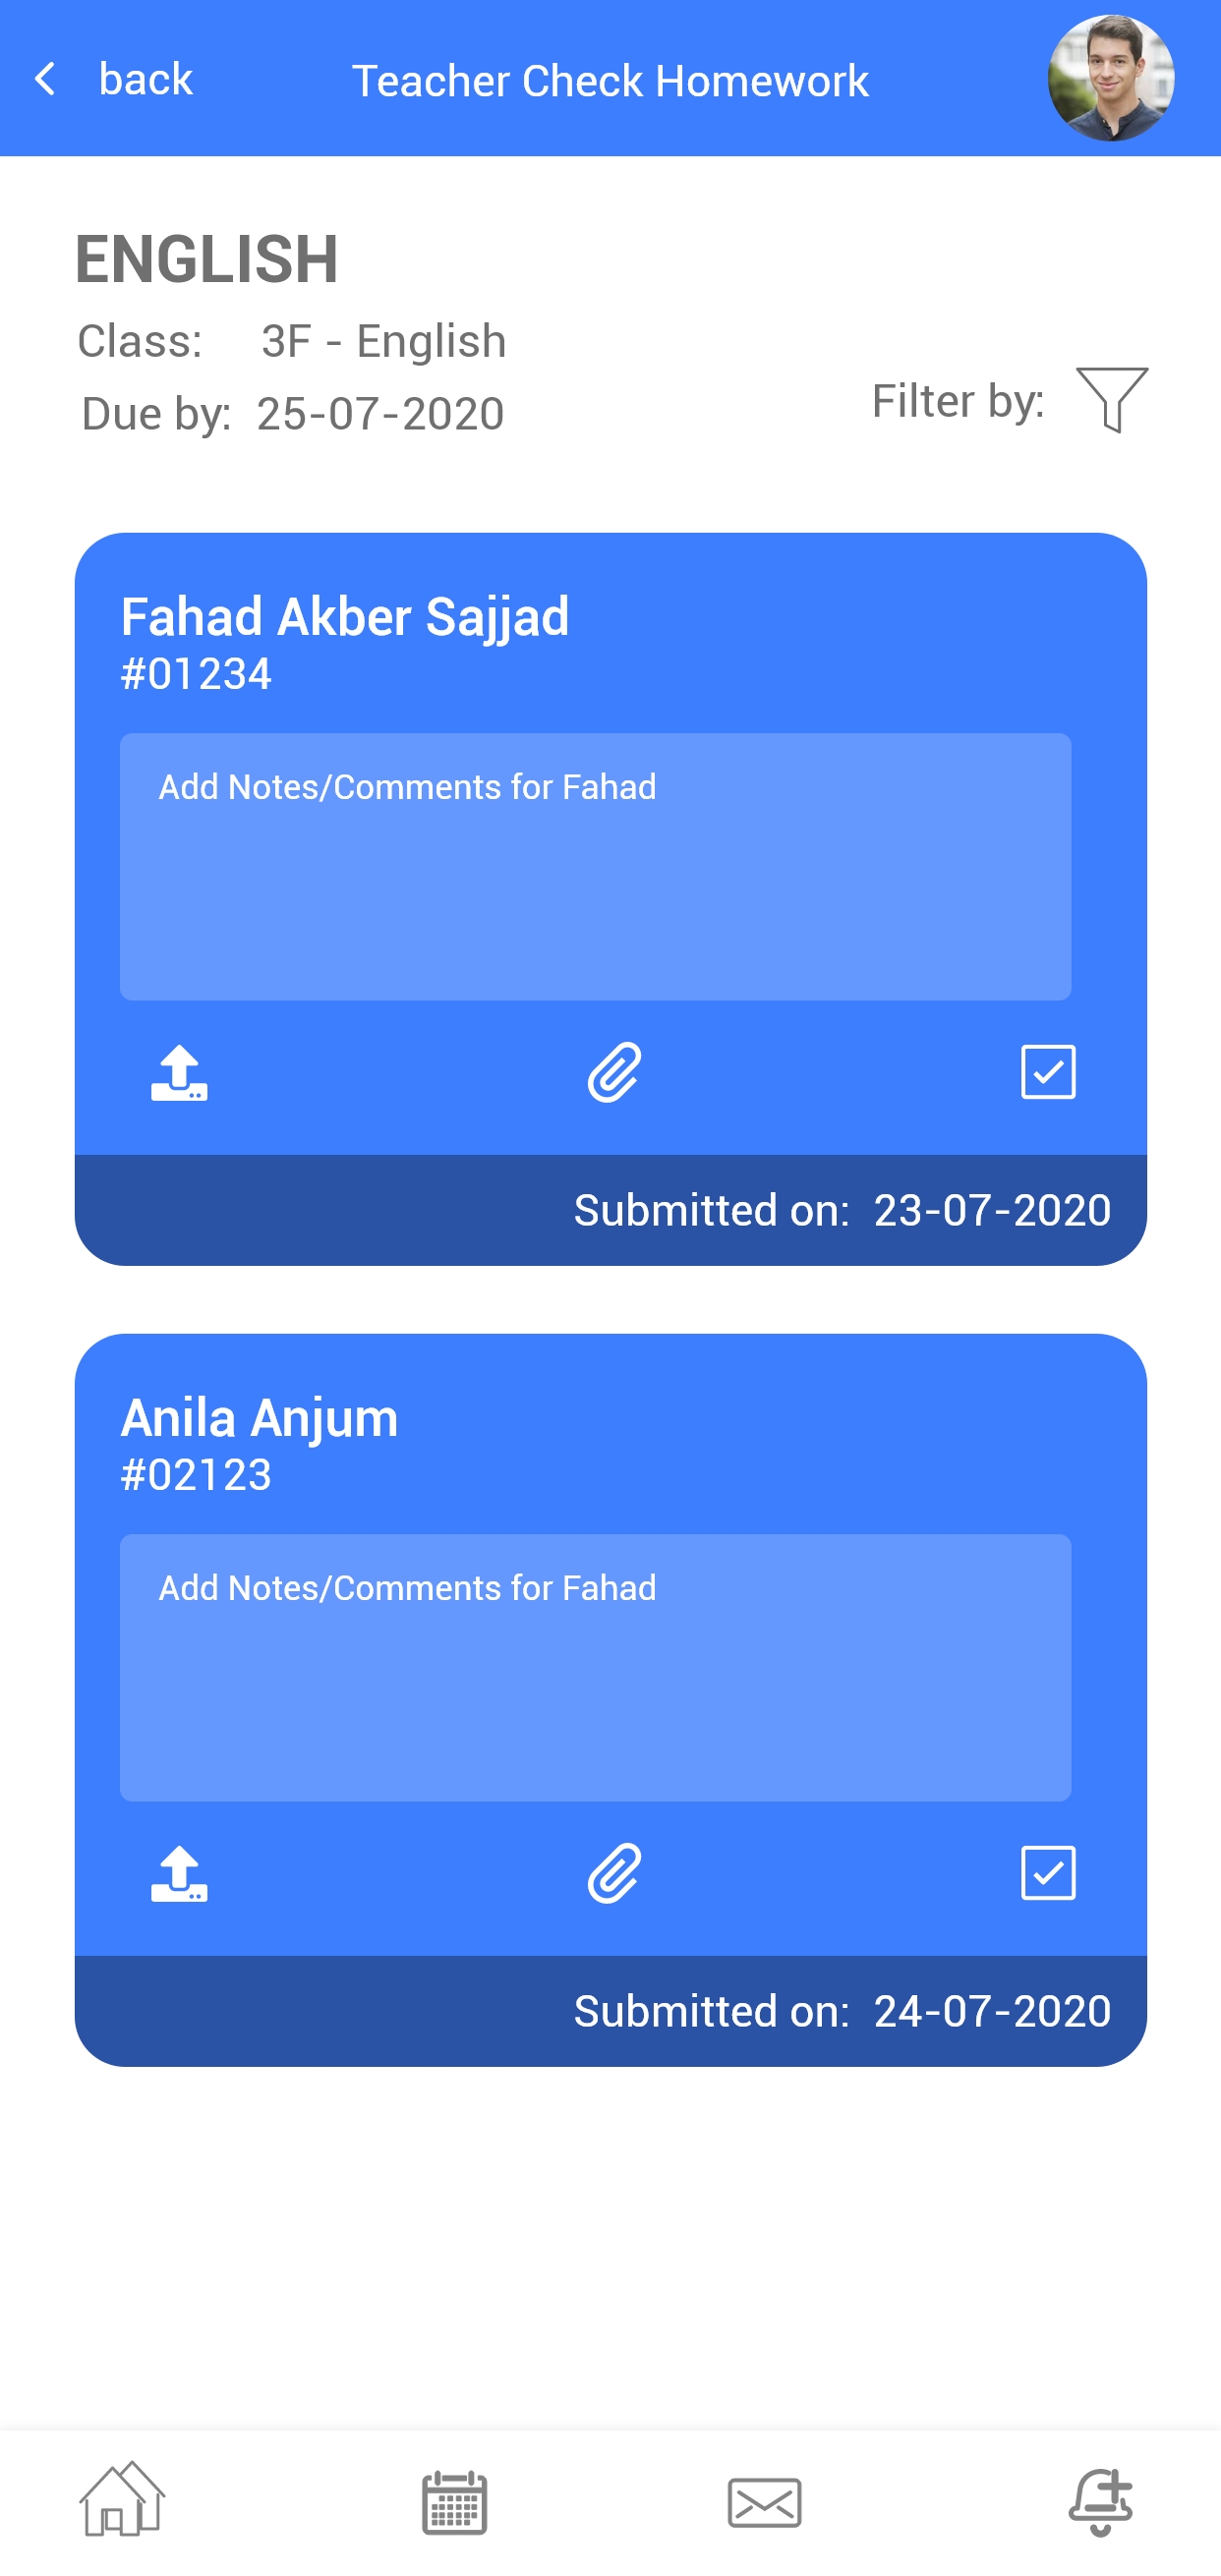 back
Teacher Check Homework
ENGLISH
Class: 3F - English
Due by: 25-07-2020
Filter by:
Fahad Akber Sajjad
#01234
Add Notes/Comments for Fahad
Submitted on: 23-07-2020
Anila Anjum
#02123
Add Notes/Comments for Fahad
Submitted on: 24-07-2020